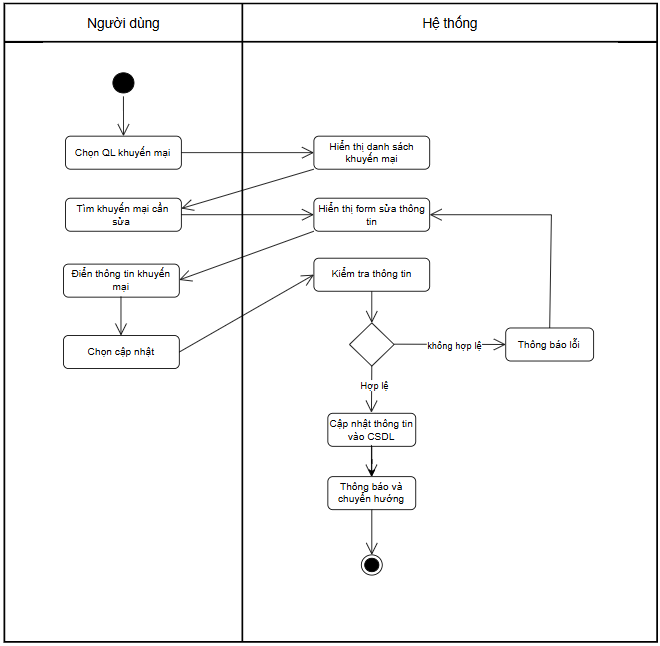 Người dùng
Hệ thống
Chọn QL khuyến mại
Hiển thị danh sách
khuyến mại
Tìm khuyến mại cần
sửa
Hiển thị form sửa thông
tin
Điển thông tin khuyến
mại
Kiểm tra thông tin
Chọn cập nhật
không hợp lệ
Thông báo lỗi
Hợp lệ
Cập nhật thông tin
vào CSDL
Thông báo và
chuyển hướng